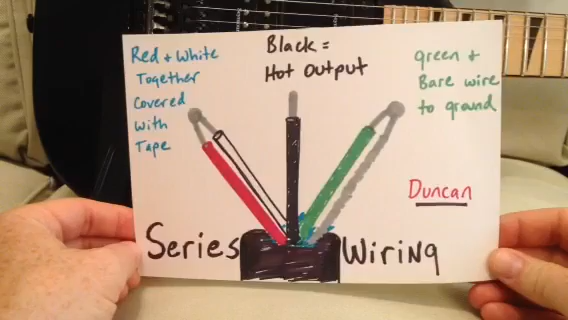 Red + White
Together
Covered
With
Tape
Black =
Hot Output
green +
Bare wire
to ground
Duncan
Series Wiring